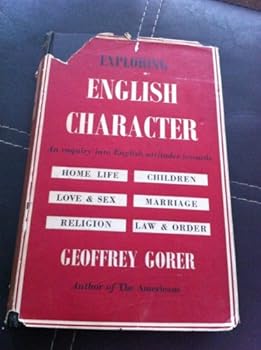 EXPLORING
ENGLISH
CHARACTER
An enquiry into English attitudes towards
HOME LIFE CHILDREN
LOVE & SEX MARRIAGE
RELIGION LAW & ORDER
GEOFFREY GORER
Author of The Americans